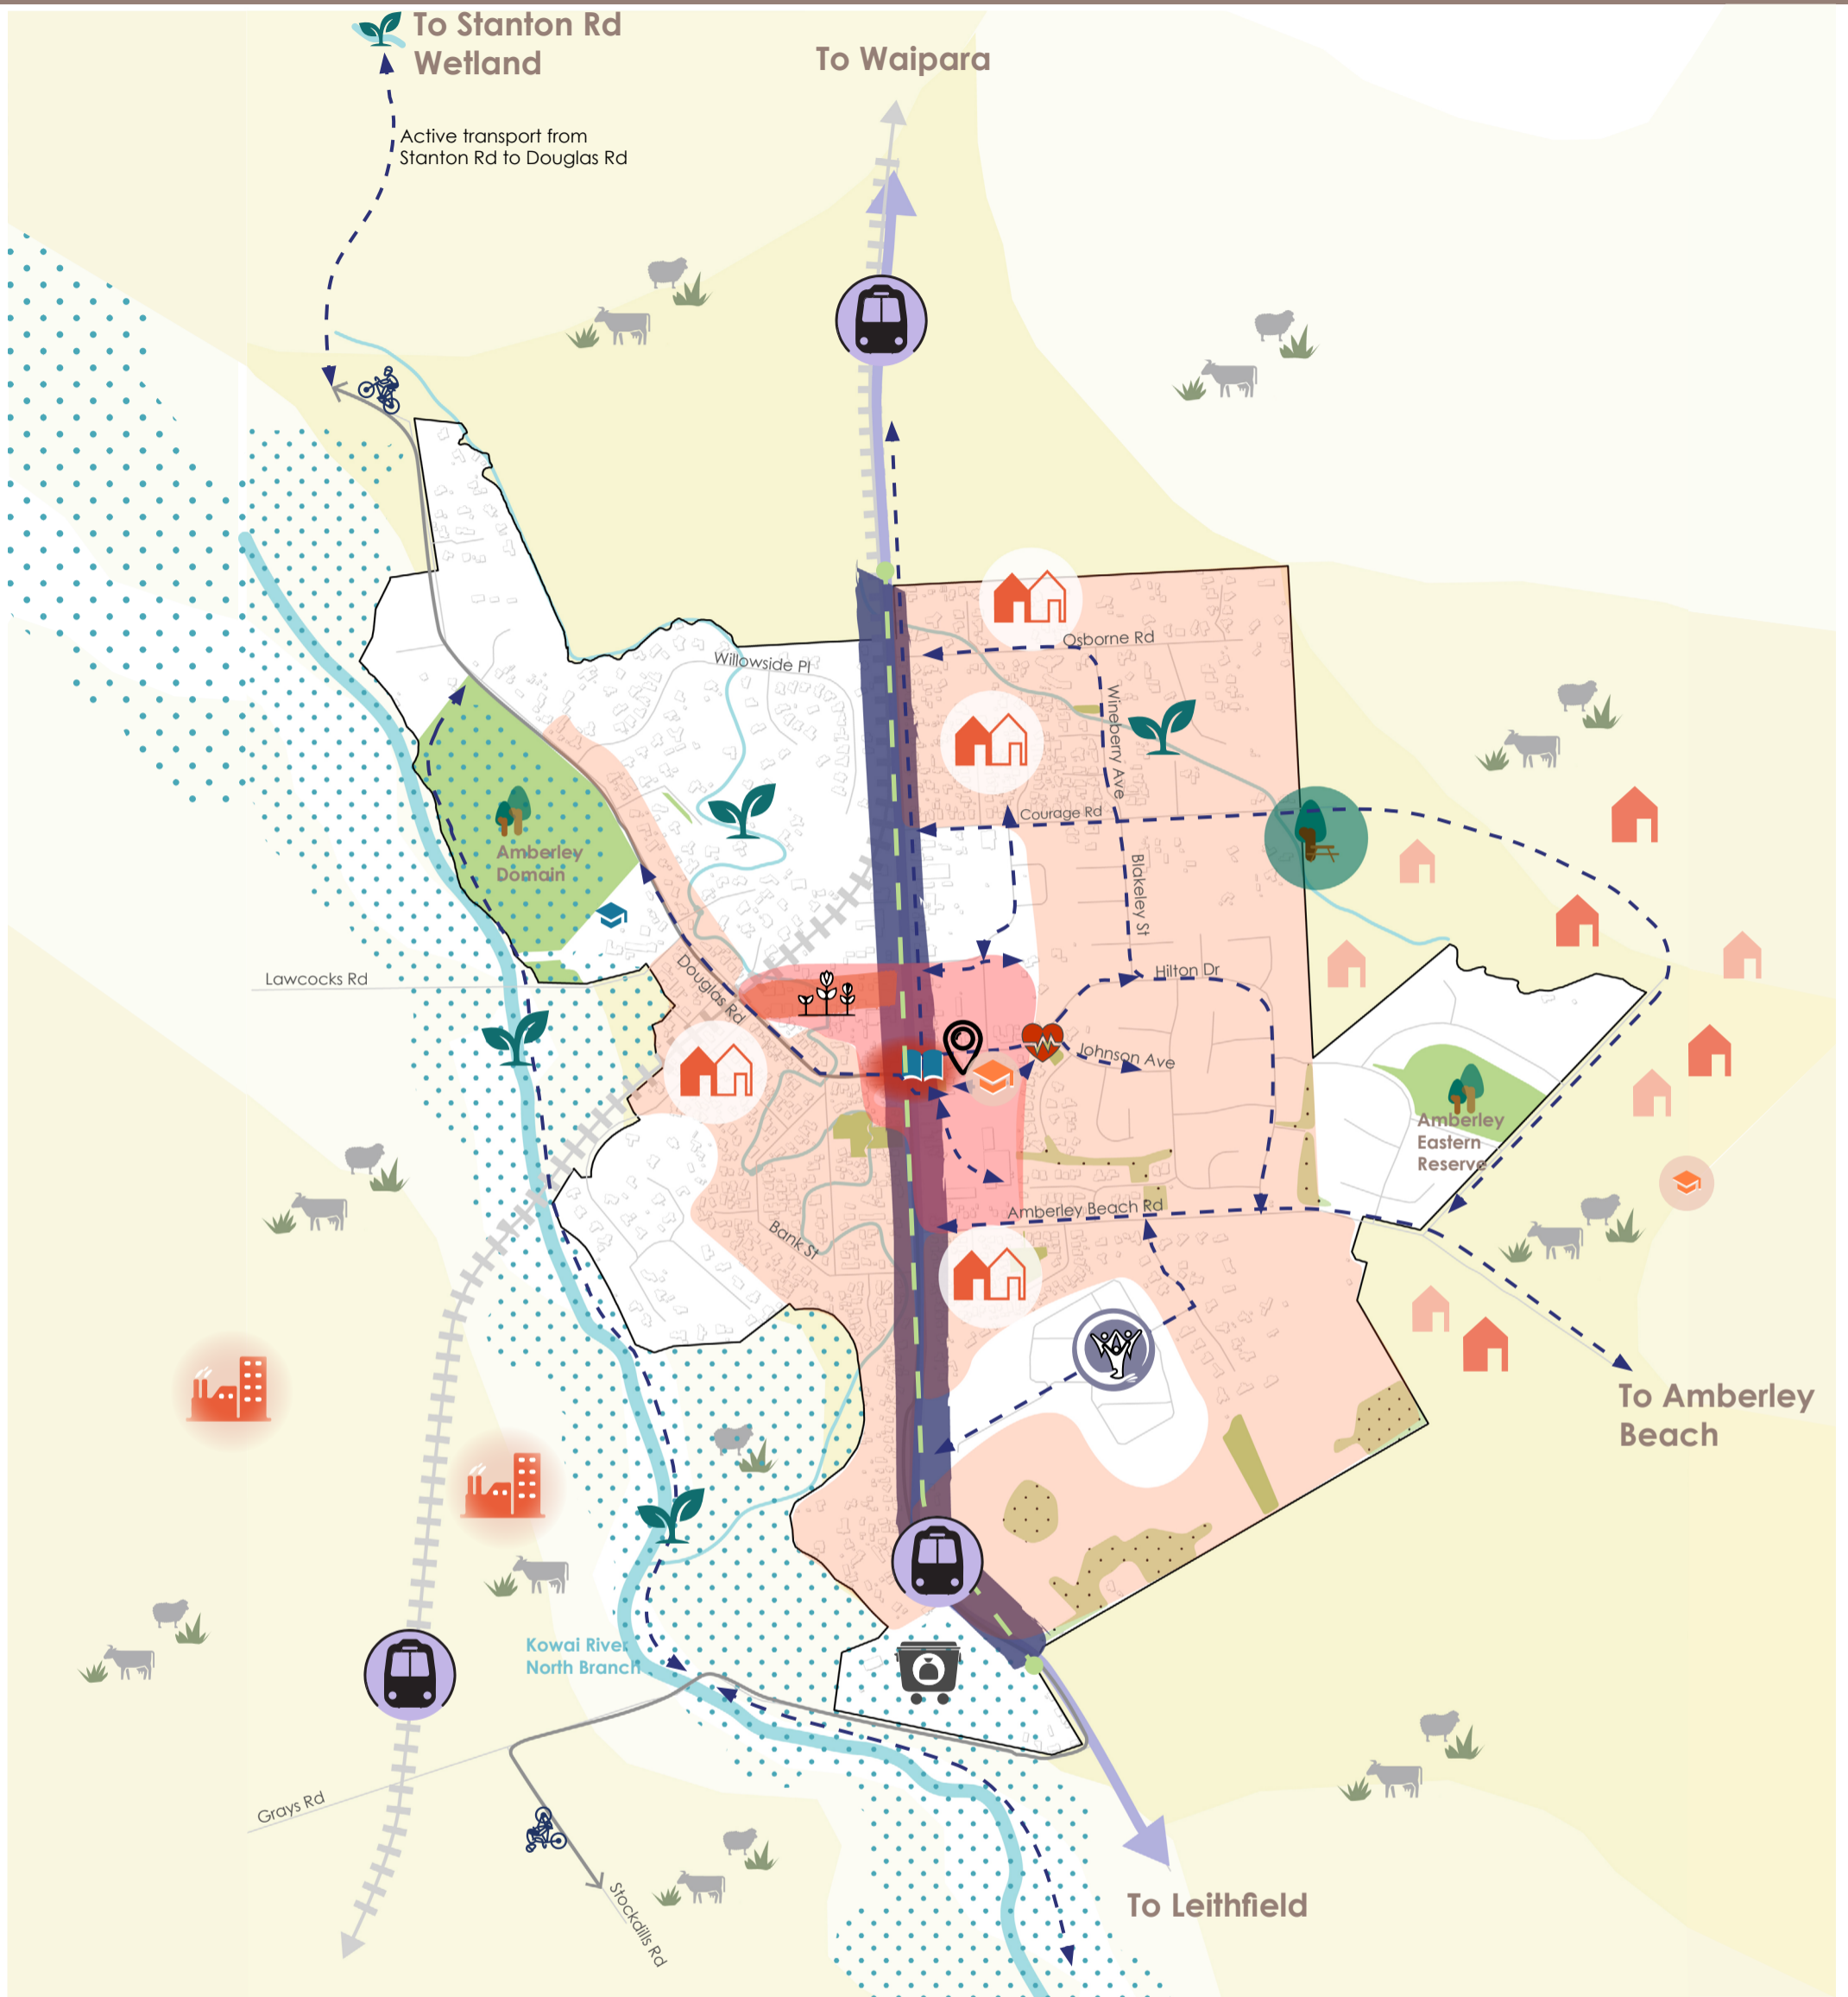 To Stanton Rd
Wetland
To Waipara
Active transport from
Stanton Rd to Douglas Rd
Osborne Rd
Willowside Pl
Wineberry Ave
Courage Rd
Amberley
Domain
Blakeley St
Lawcocks Rd
Douglas Rd
Hilton Dr
Johnson Ave
Amberley
Eastern
Reserve
Amberley Beach Rd
Bank St
To Amberley
Beach
Kowai River
North Branch
Grays Rd
Stockdills Rd
To Leithfield